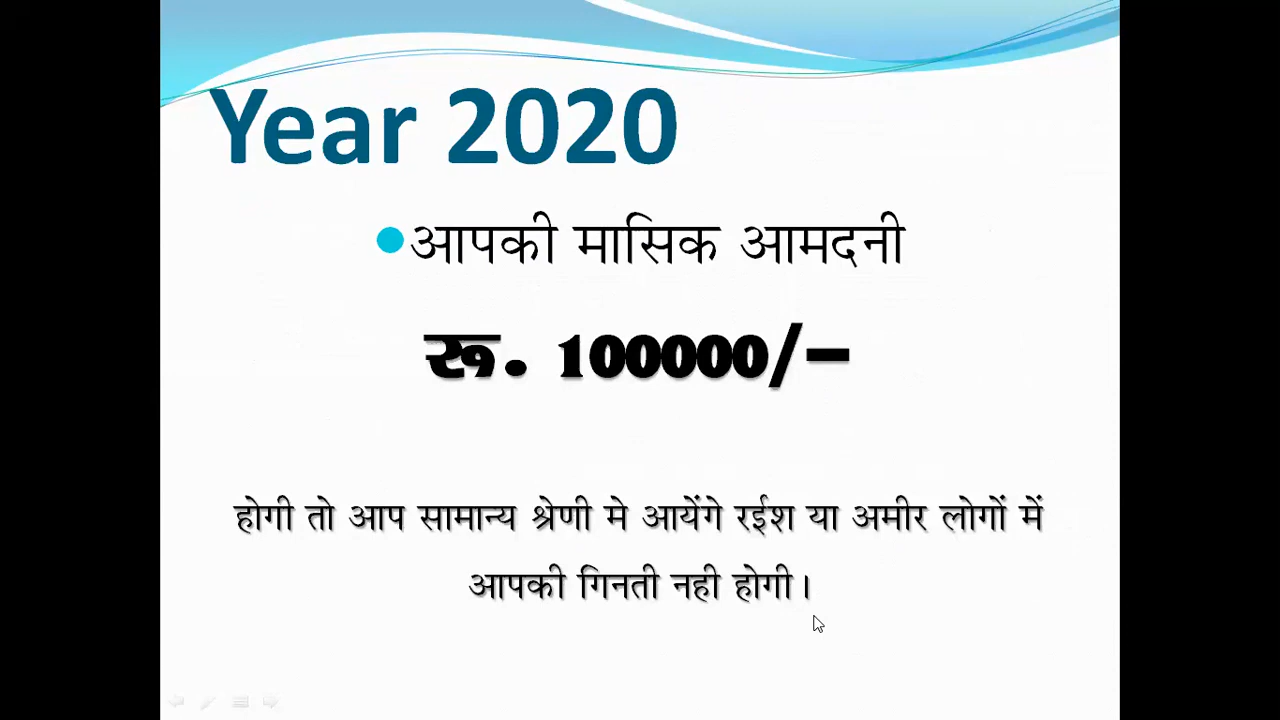 Year 2020
आपकी मासिक आमदनी
रू. 100000/-
होगी तो आप सामान्य श्रेणी मे आयेंगे रईश या अमीर लोगों में
आपकी गिनती नही होगी।